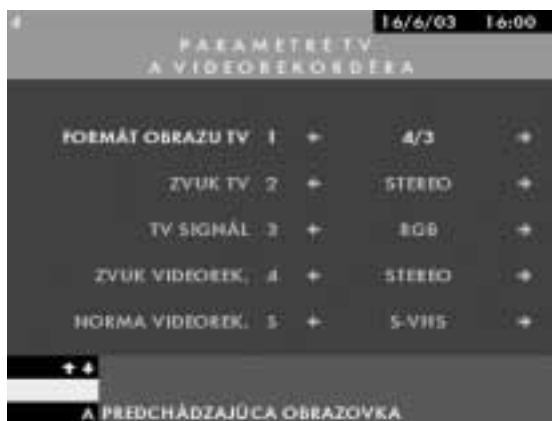 4 16/6/03 16:00
PARAMETRE TV
A VIDEOREKORDÉRA
FORMÁT OBRAZU TV 1 ← 4/3 →
ZVUK TV 2 ← STEREO →
TV SIGNÁL 3 ← RGB →
ZVUK VIDEOREK. 4 ← STEREO →
NORMA VIDEOREK. 5 ← S-VHS →
↑ ↓
A PREDCHÁDZAJÚCA OBRAZOVKA